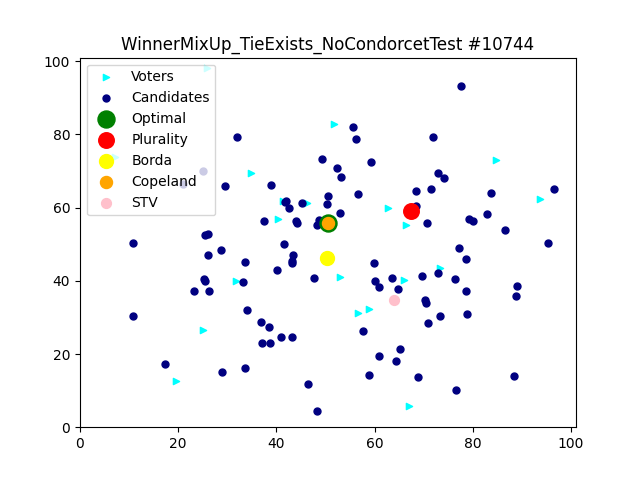 WinnerMixUp_TieExists_NoCondorcetTest #10744
Voters
Candidates
Optimal
Plurality
Borda
Copeland
STV
100
80
60
40
20
0
0 20 40 60 80 100